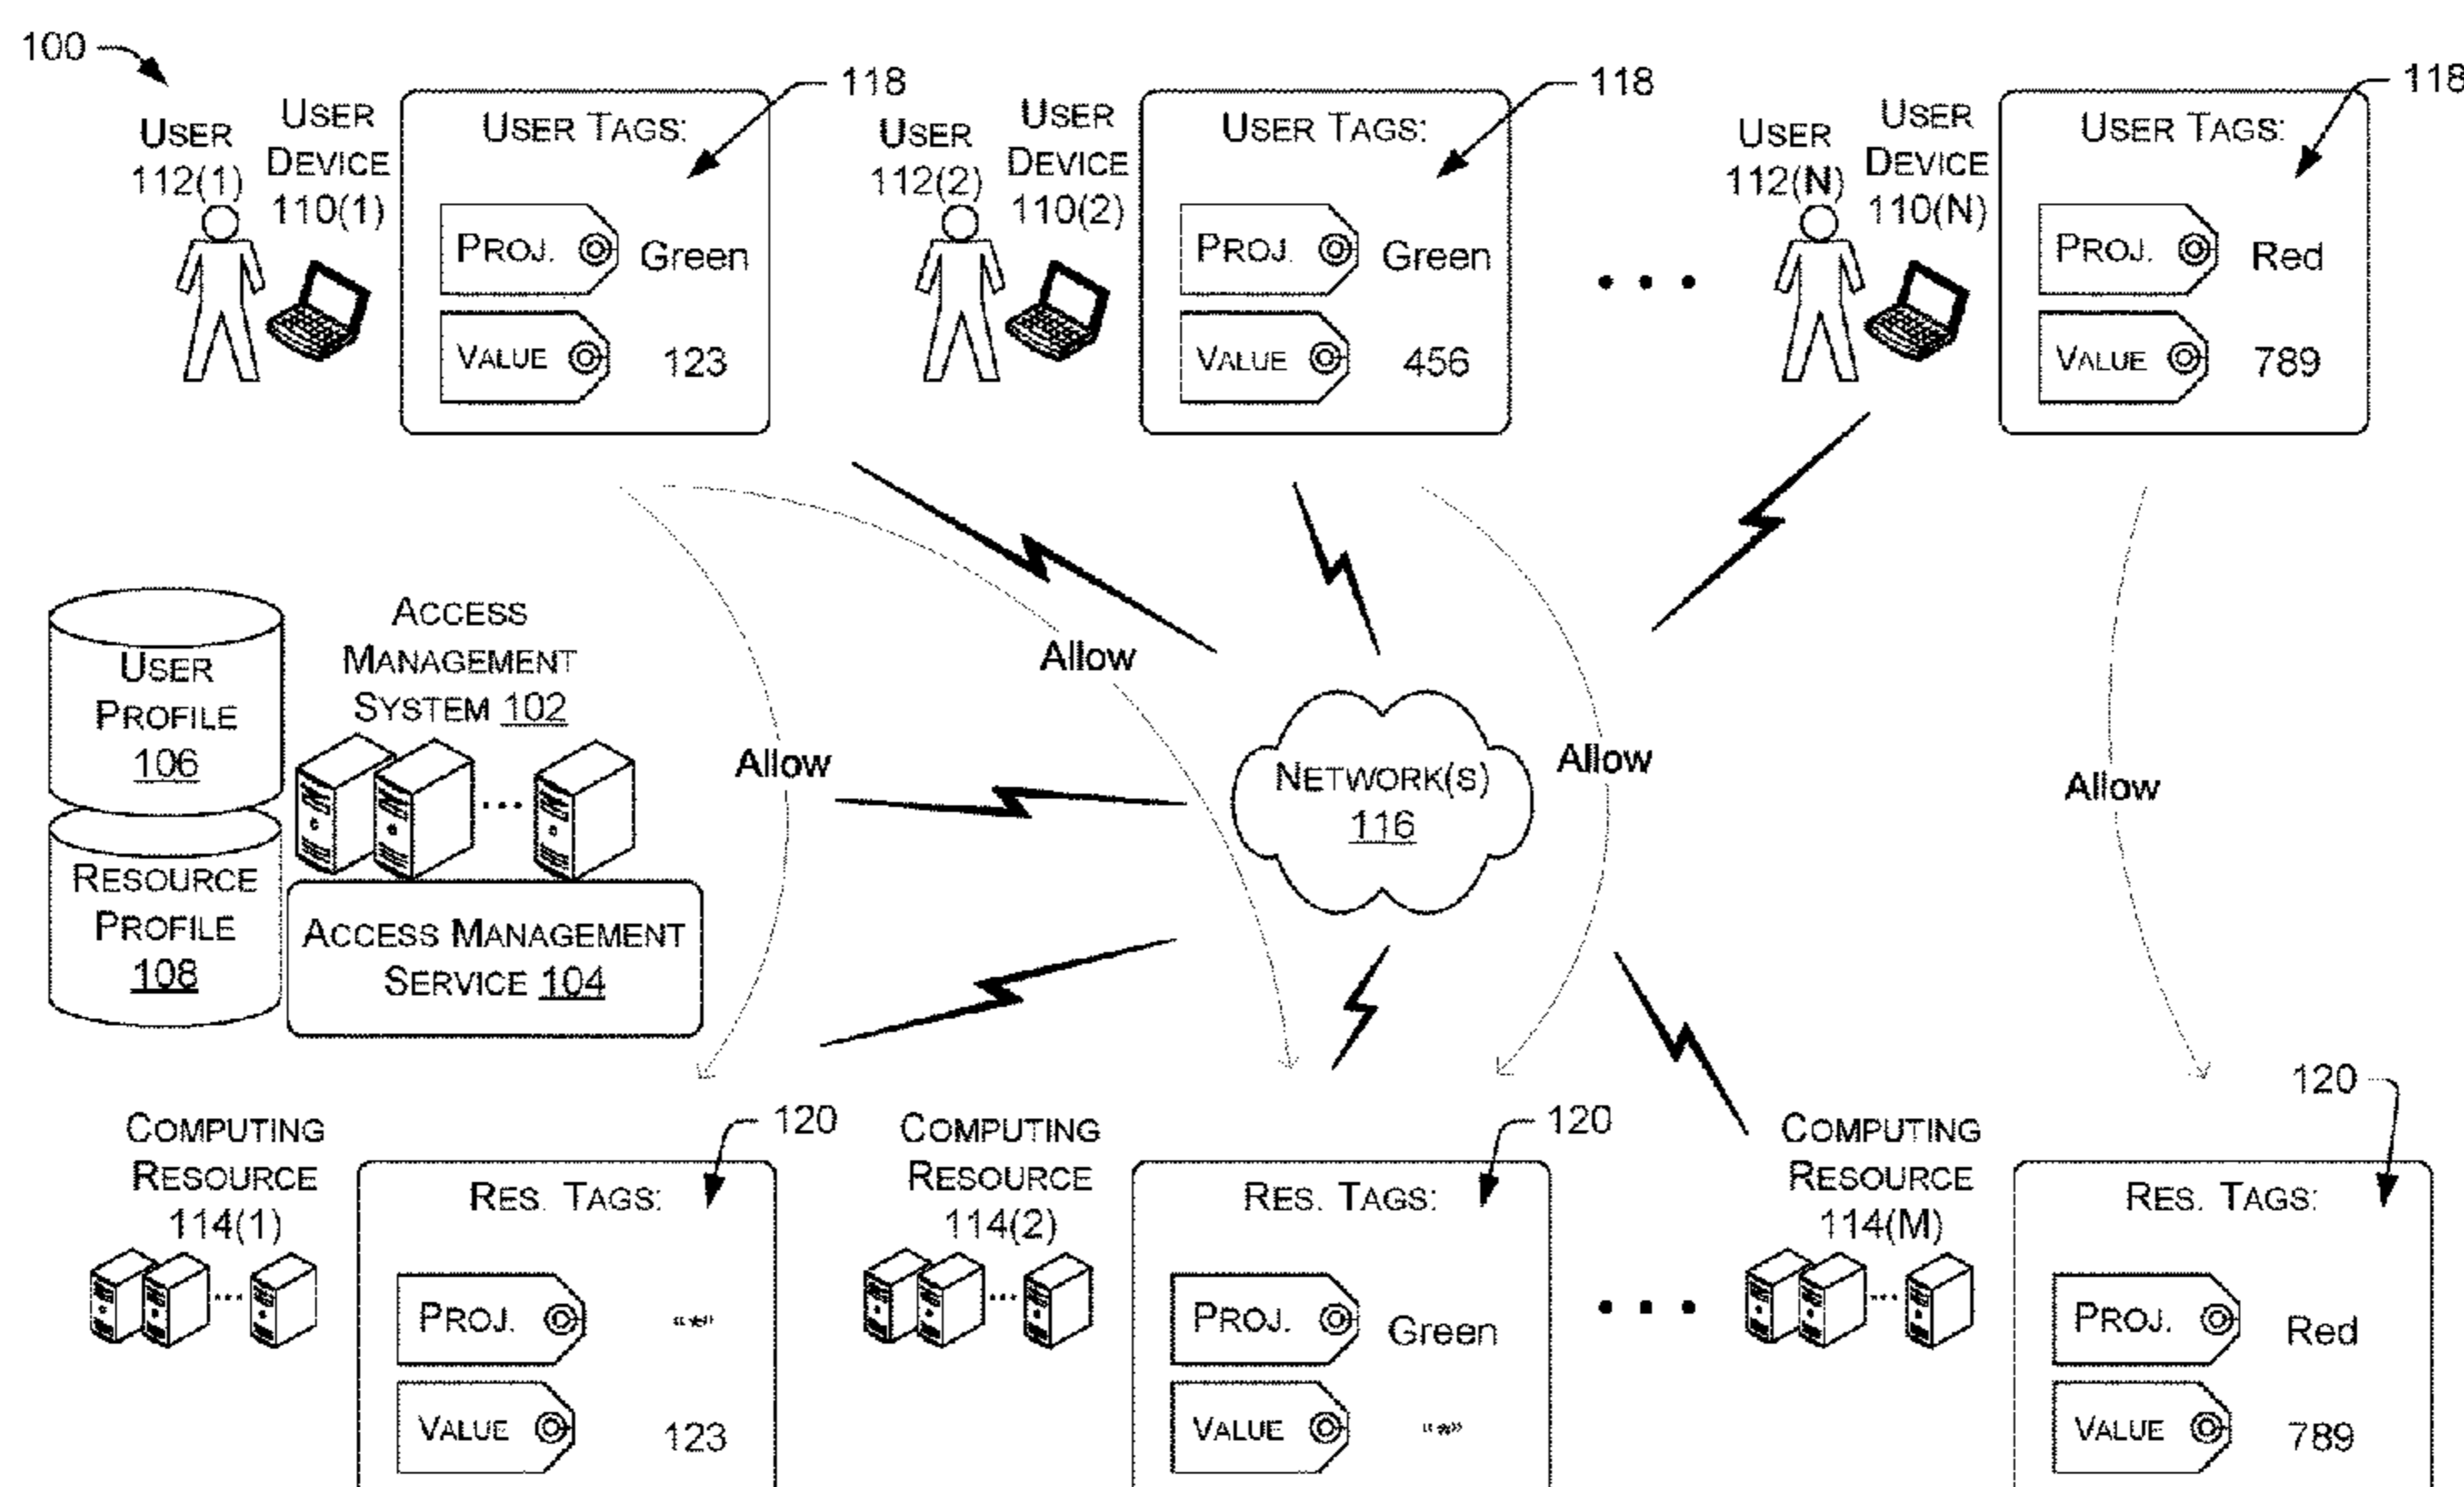 100
USER
112(1)
USER
DEVICE
110(1)
USER TAGS:
118
PROJ.
Green
VALUE
123
USER
112(2)
USER
DEVICE
110(2)
USER TAGS:
118
PROJ.
Green
VALUE
456
• • •
USER
112(N)
USER
DEVICE
110(N)
USER TAGS:
118
PROJ.
Red
VALUE
789
USER
PROFILE
106
RESOURCE
PROFILE
108
ACCESS
MANAGEMENT
SYSTEM 102
...
ACCESS MANAGEMENT
SERVICE 104
Allow
Allow
NETWORK(S)
116
Allow
Allow
COMPUTING
RESOURCE
114(1)
...
RES. TAGS:
120
PROJ.
“*”
VALUE
123
COMPUTING
RESOURCE
114(2)
...
RES. TAGS:
120
PROJ.
Green
VALUE
“*”
• • •
COMPUTING
RESOURCE
114(M)
...
RES. TAGS:
120
PROJ.
Red
VALUE
789